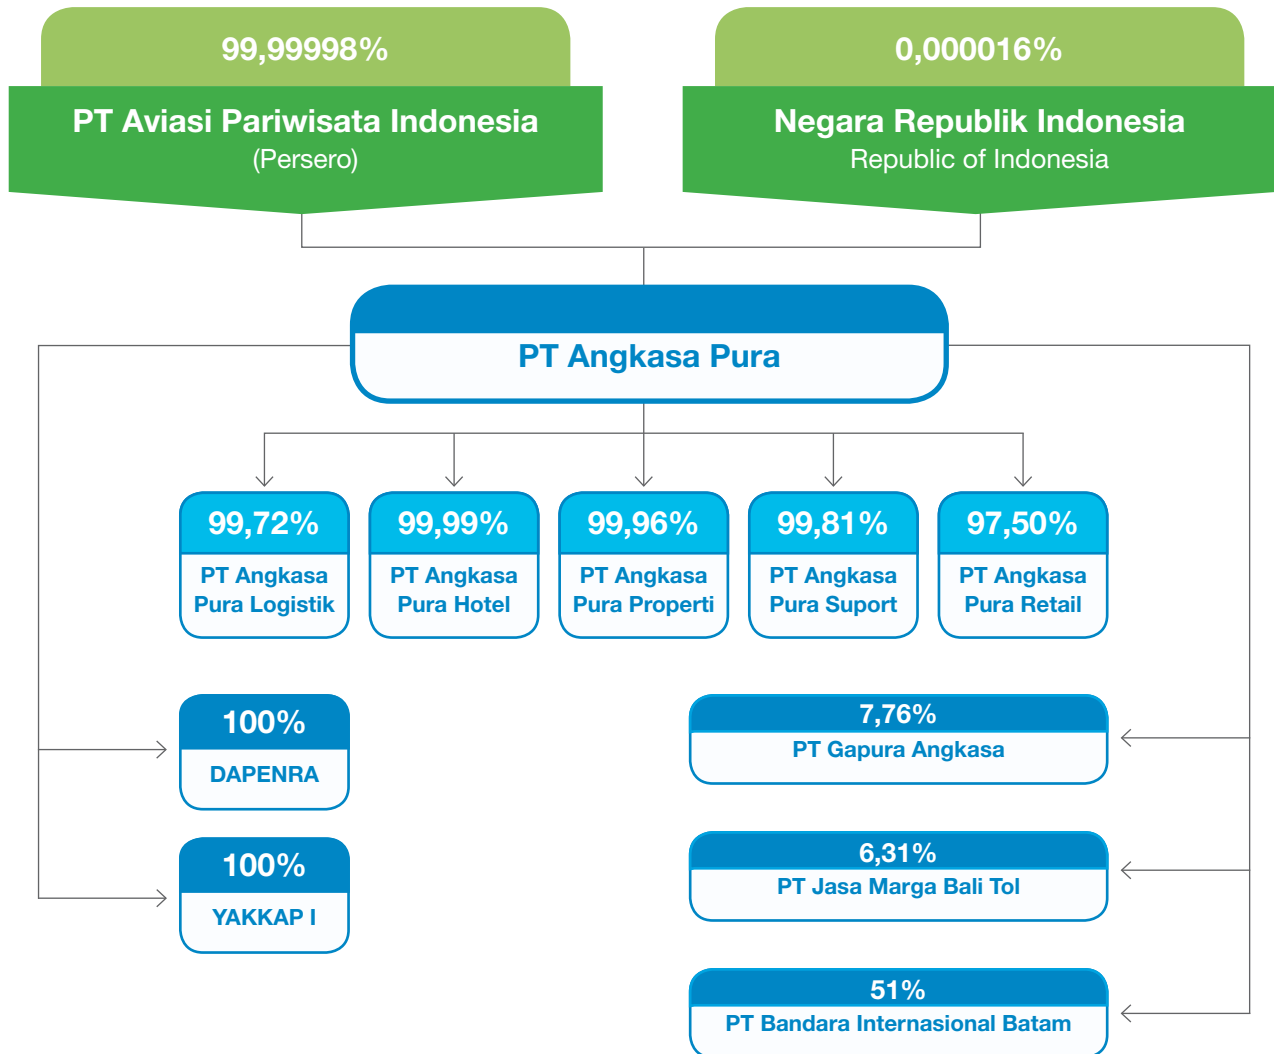 99,99998%
PT Aviasi Pariwisata Indonesia
(Persero)
0,000016%
Negara Republik Indonesia
Republic of Indonesia
PT Angkasa Pura
99,72%
PT Angkasa
Pura Logistik
99,99%
PT Angkasa
Pura Hotel
99,96%
PT Angkasa
Pura Properti
99,81%
PT Angkasa
Pura Suport
97,50%
PT Angkasa
Pura Retail
100%
DAPENRA
100%
YAKKAP I
7,76%
PT Gapura Angkasa
6,31%
PT Jasa Marga Bali Tol
51%
PT Bandara Internasional Batam